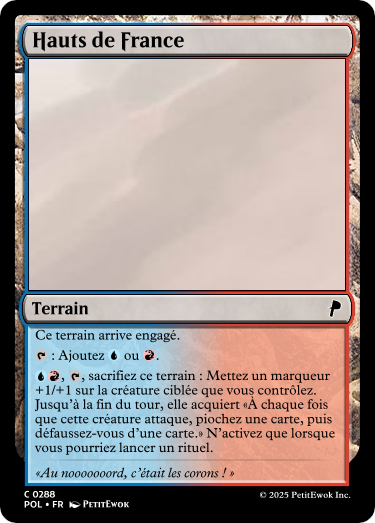 Hauts de France
Terrain
Ce terrain arrive engagé.
: Ajoutez ou .
, , sacrifiez ce terrain : Mettez un marqueur
+1/+1 sur la créature ciblée que vous contrôlez.
Jusqu'à la fin du tour, elle acquiert «À chaque fois
que cette créature attaque, piochez une carte, puis
défaussez-vous d'une carte.» N'activez que lorsque
vous pourriez lancer un rituel.
«Au nooooooord, c'était les corons ! »
C 0288
POL • FR PetitEwok
© 2025 PetitEwok Inc.